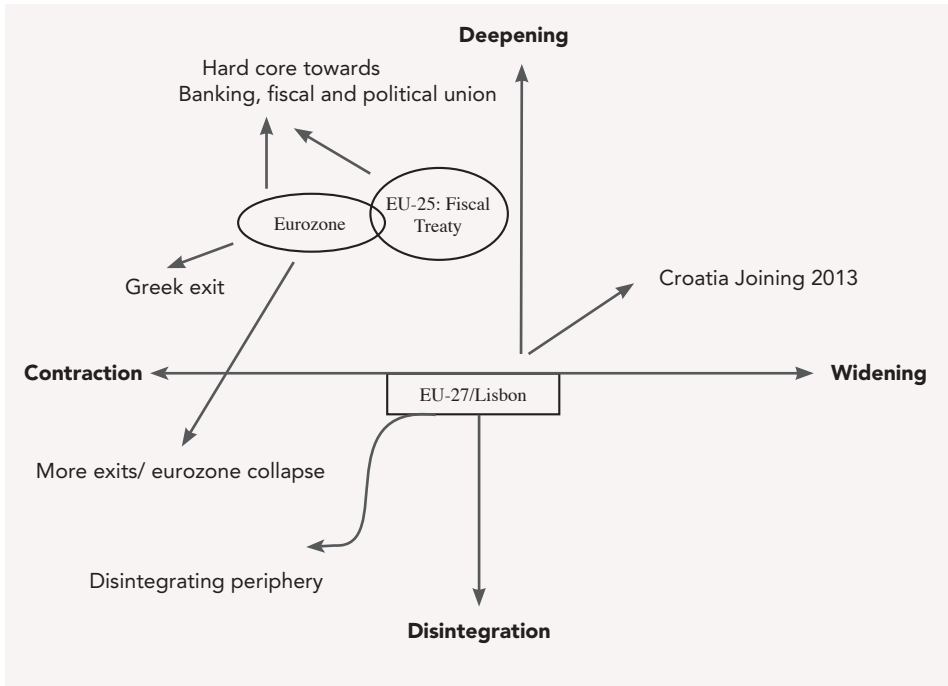 Deepening
Hard core towards
Banking, fiscal and political union
EU-25: Fiscal
Treaty
Eurozone
Greek exit
Croatia Joining 2013
Contraction
Widening
EU-27/Lisbon
More exits/ eurozone collapse
Disintegrating periphery
Disintegration